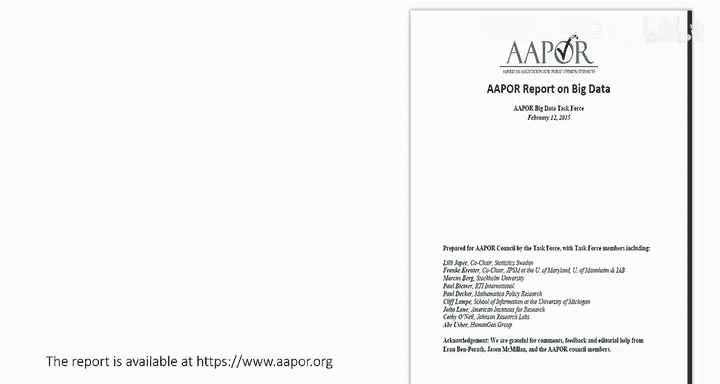 AAPOR
AMERICAN ASSOCIATION FOR PUBLIC OPINION RESEARCH
AAPOR Report on Big Data
AAPOR Big Data Task Force
February 12, 2015
Prepared for AAPOR Council by the Task Force, with Task Force members including:
Lilli Japec, Co-Chair, Statistics Sweden
Frauke Kreuter, Co-Chair, JPSM at the U. of Maryland, U. of Mannheim & IAB
Marcus Berg, Stockholm University
Paul Biemer, RTI International
Paul Decker, Mathematica Policy Research
Cliff Lampe, School of Information at the University of Michigan
Julia Lane, American Institutes for Research
Cathy O'Neil, Johnson Research Labs
Abe Usher, HumanGeo Group
Acknowledgement: We are grateful for comments, feedback and editorial help from
Eran Ben-Porath, Jason McMillan, and the AAPOR council members.
The report is available at https://www.aapor.org